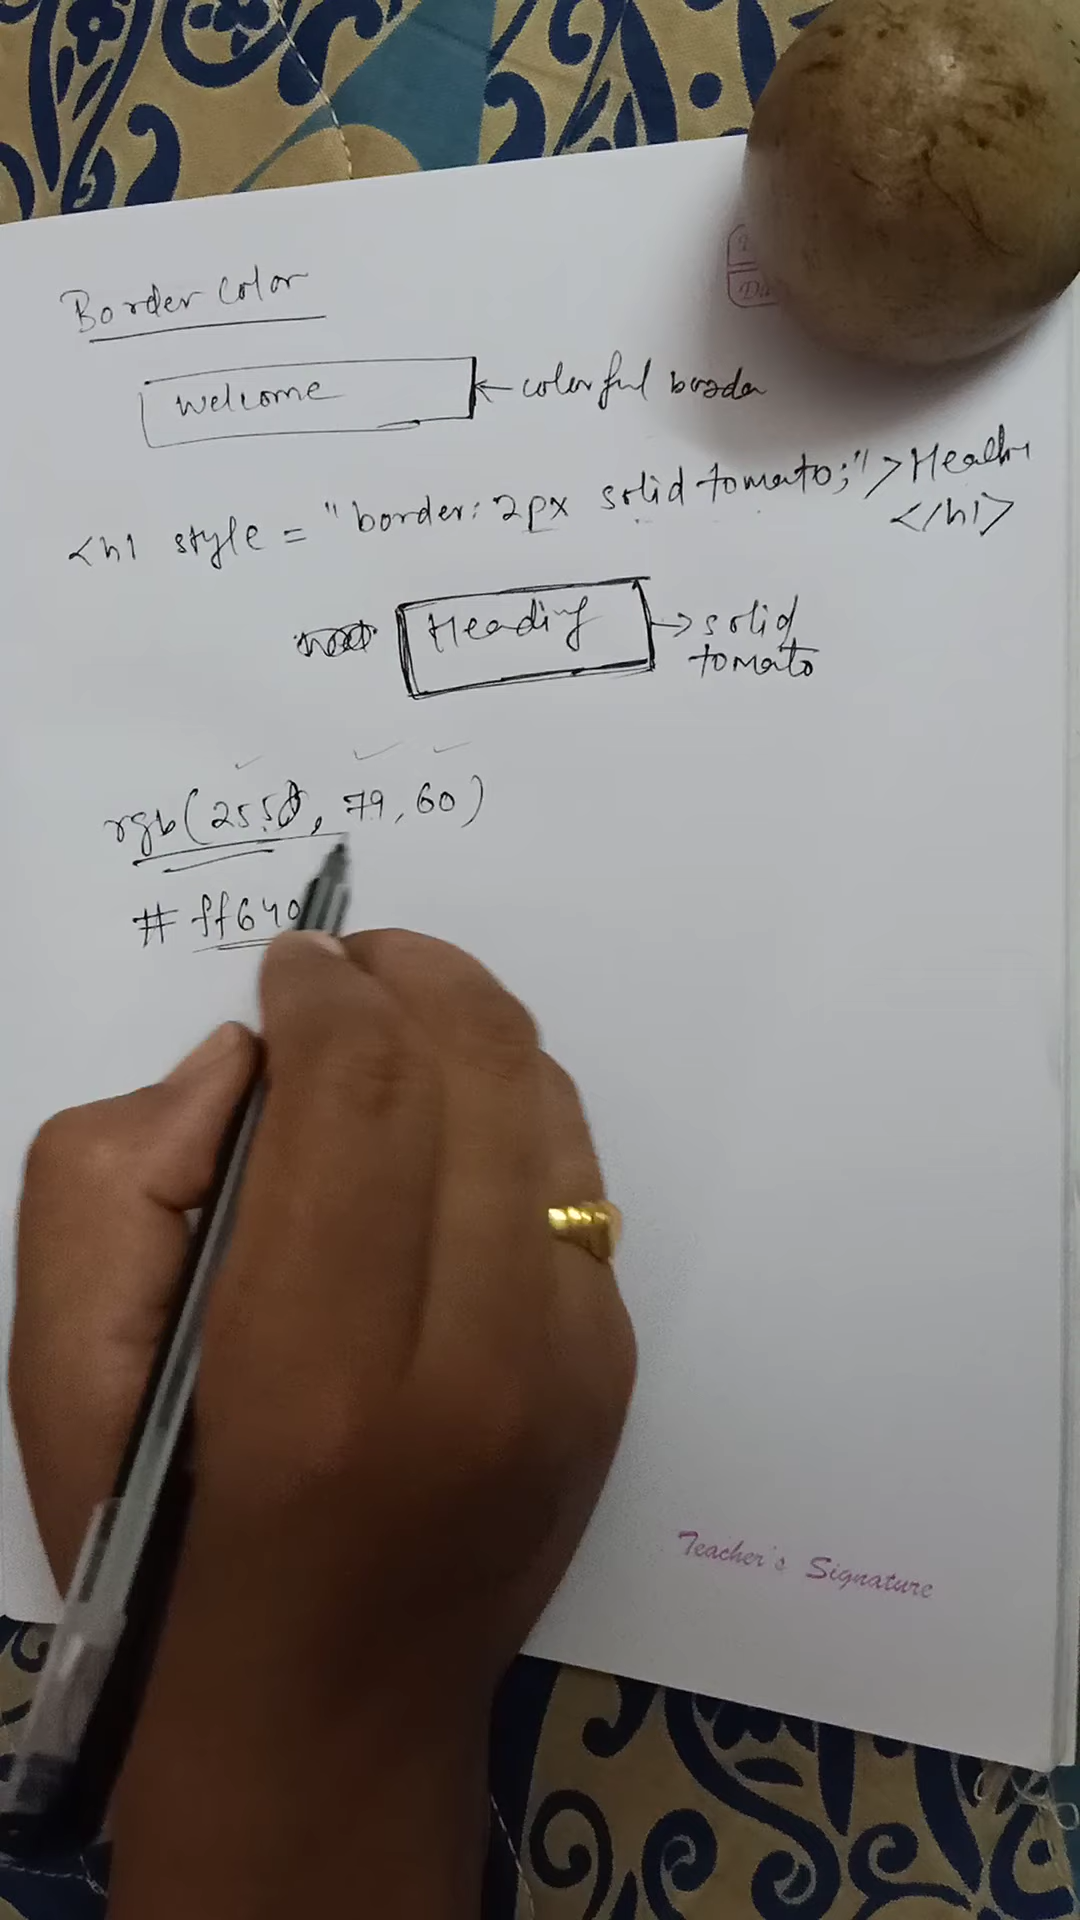 Border color
Welcome ← colorful border
<h1 style = "border: 2px solid tomato;">
</h1>
Heading → solid
tomato
rgb(255, 79, 60)
#ff640
Teacher's Signature